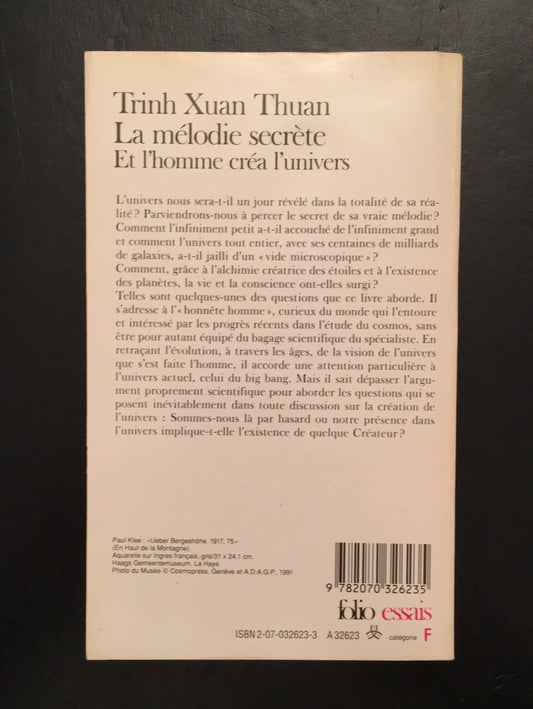 Trinh Xuan Thuan
La mélodie secrète
Et l'homme créa l'univers
L'univers nous sera-t-il un jour révélé dans la totalité de sa réa-
lité ? Parviendrons-nous à percer le secret de sa vraie mélodie ?
Comment l'infiniment petit a-t-il accouché de l'infiniment grand
et comment l'univers tout entier, avec ses centaines de milliards
de galaxies, a-t-il jailli d'un « vide microscopique » ?
Comment, grâce à l'alchimie créatrice des étoiles et à l'existence
des planètes, la vie et la conscience ont-elles surgi ?
Telles sont quelques-unes des questions que ce livre aborde. Il
s'adresse à l'« honnête homme », curieux du monde qui l'entoure
et intéressé par les progrès récents dans l'étude du cosmos, sans
être pour autant équipé du bagage scientifique du spécialiste. En
retraçant l'évolution, à travers les âges, de la vision de l'univers
que s'est faite l'homme, il accorde une attention particulière à
l'univers actuel, celui du big bang. Mais il sait dépasser l'argu-
ment proprement scientifique pour aborder les questions qui se
posent inévitablement dans toute discussion sur la création de
l'univers : Sommes-nous là par hasard ou notre présence dans
l'univers implique-t-elle l'existence de quelque Créateur ?
Paul Klee : «Ueber Bergeshöhe, 1917, 75»
(En Haut de la Montagne).
Aquarelle sur Ingres français, gris/31 x 24,1 cm.
Haags Gemeentemuseum, La Haye.
Photo du Musée © Cosmopress, Genève et A.D.A.G.P., 1991
9 782070 326235
folio essais
ISBN 2-07-032623-3 A 32623 catégorie F